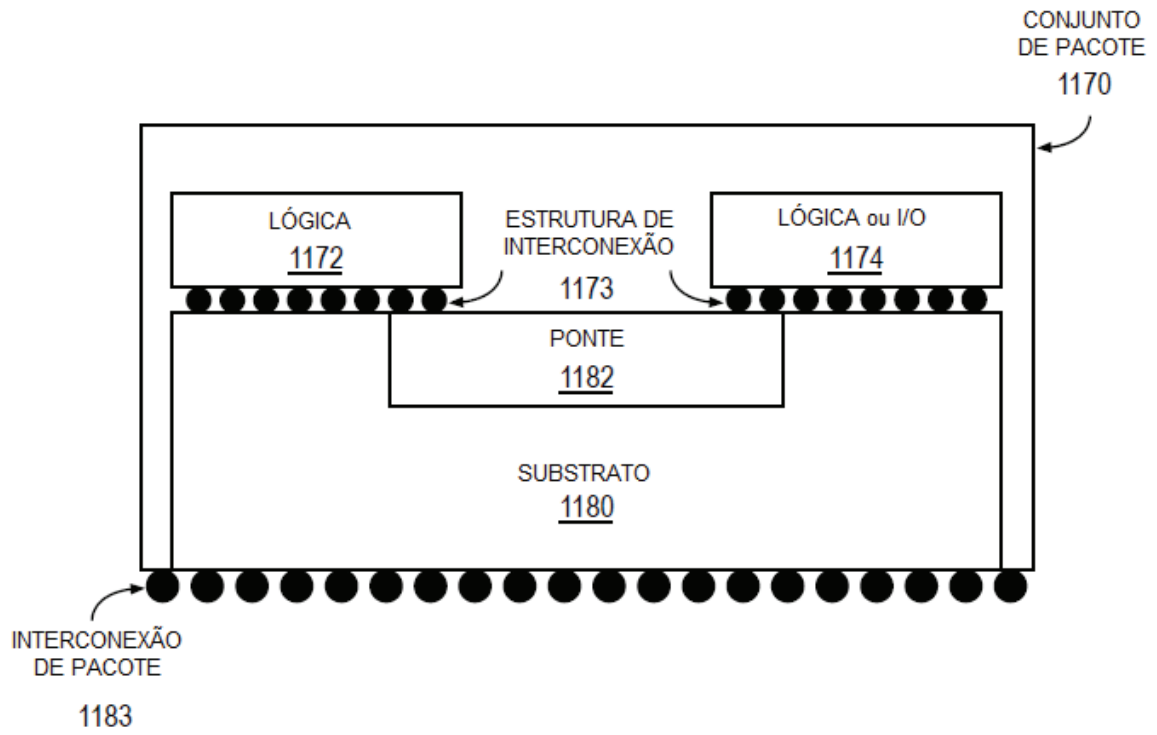 CONJUNTO
DE PACOTE
1170
LÓGICA
1172
ESTRUTURA DE
INTERCONEXÃO
1173
LÓGICA ou I/O
1174
PONTE
1182
SUBSTRATO
1180
INTERCONEXÃO
DE PACOTE
1183